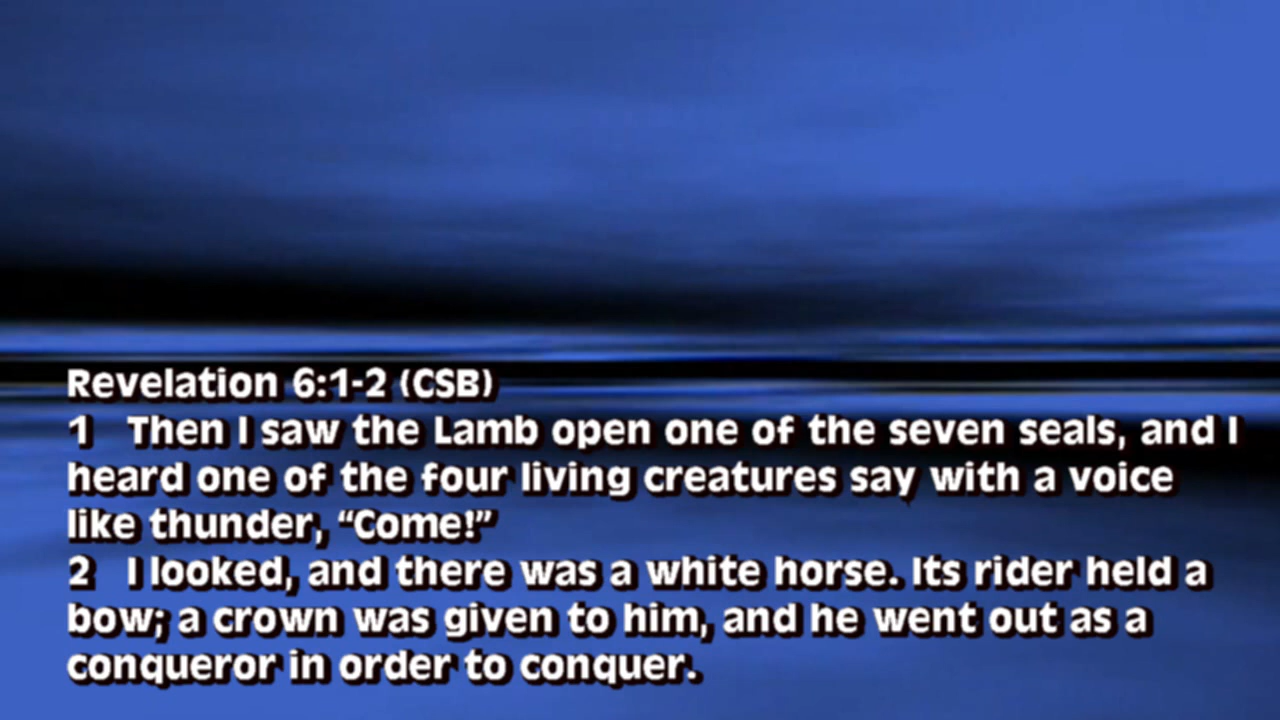 Revelation 6:1-2 (CSB)
1 Then I saw the Lamb open one of the seven seals, and I
heard one of the four living creatures say with a voice
like thunder, “Come!”
2 I looked, and there was a white horse. Its rider held a
bow; a crown was given to him, and he went out as a
conqueror in order to conquer.